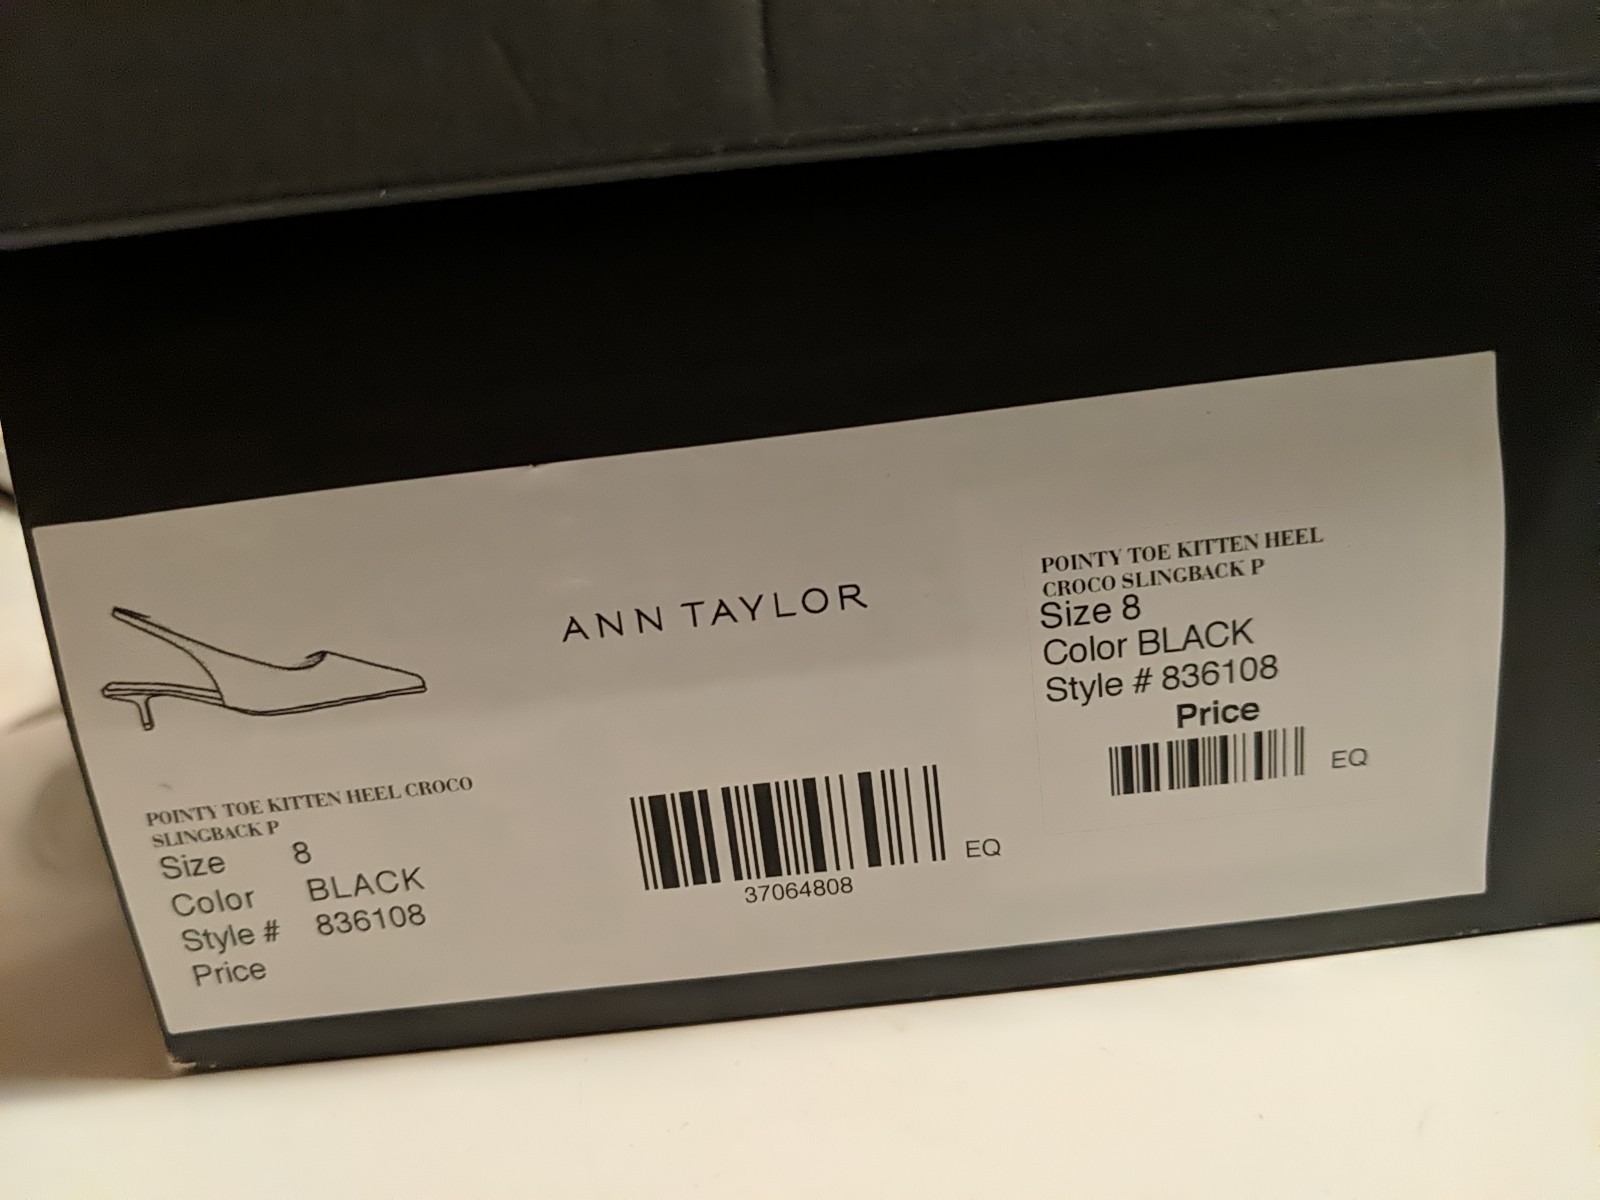 POINTY TOE KITTEN HEEL CROCO
SLINGBACK P
Size 8
Color BLACK
Style # 836108
Price
ANN TAYLOR
37064808
EQ
POINTY TOE KITTEN HEEL
CROCO SLINGBACK P
Size 8
Color BLACK
Style # 836108
Price
EQ